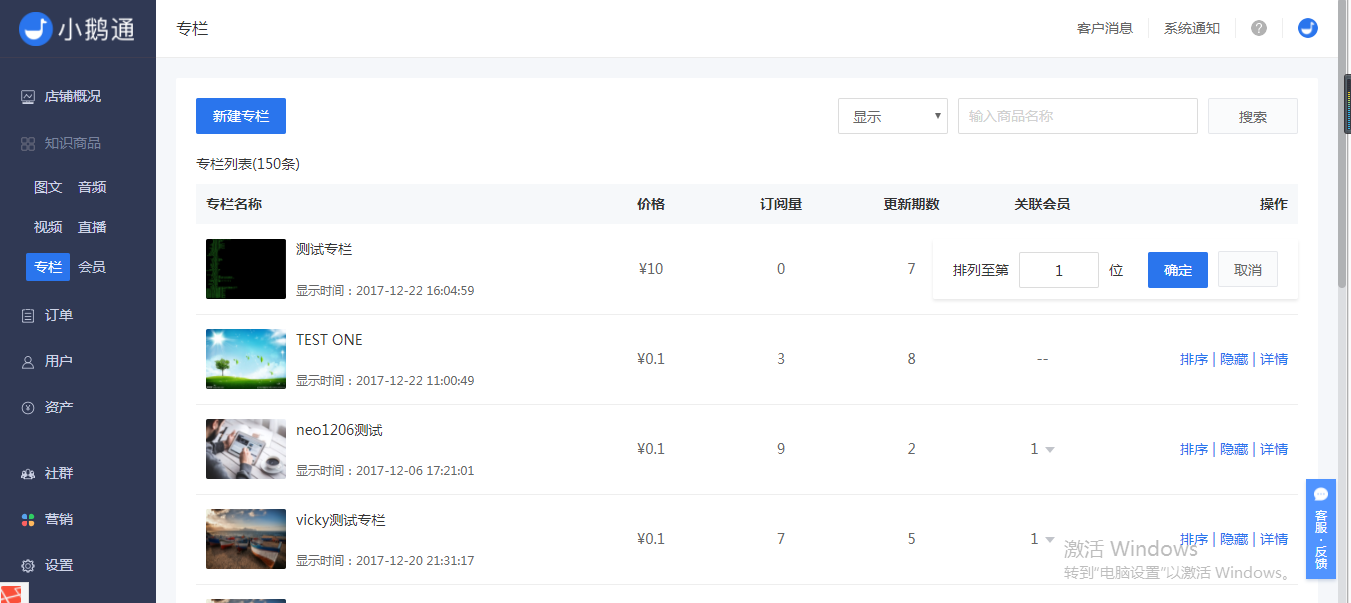 小鹅通
专栏
客户消息
系统通知
?
店铺概况
知识商品
图文 音频
视频 直播
专栏 会员
订单
用户
资产
社群
营销
设置
新建专栏
显示
输入商品名称
搜索
专栏列表(150条)
专栏名称 价格 订阅量 更新期数 关联会员 操作
测试专栏
显示时间：2017-12-22 16:04:59
¥10 0 7
排列至第 1 位 确定 取消
TEST ONE
显示时间：2017-12-22 11:00:49
¥0.1 3 8 -- 排序 | 隐藏 | 详情
neo1206测试
显示时间：2017-12-06 17:21:01
¥0.1 9 2 1 排序 | 隐藏 | 详情
vicky测试专栏
显示时间：2017-12-20 21:31:17
¥0.1 7 5 1 排序 | 隐藏 | 详情
客服·反馈
激活 Windows
转到"电脑设置"以激活 Windows。